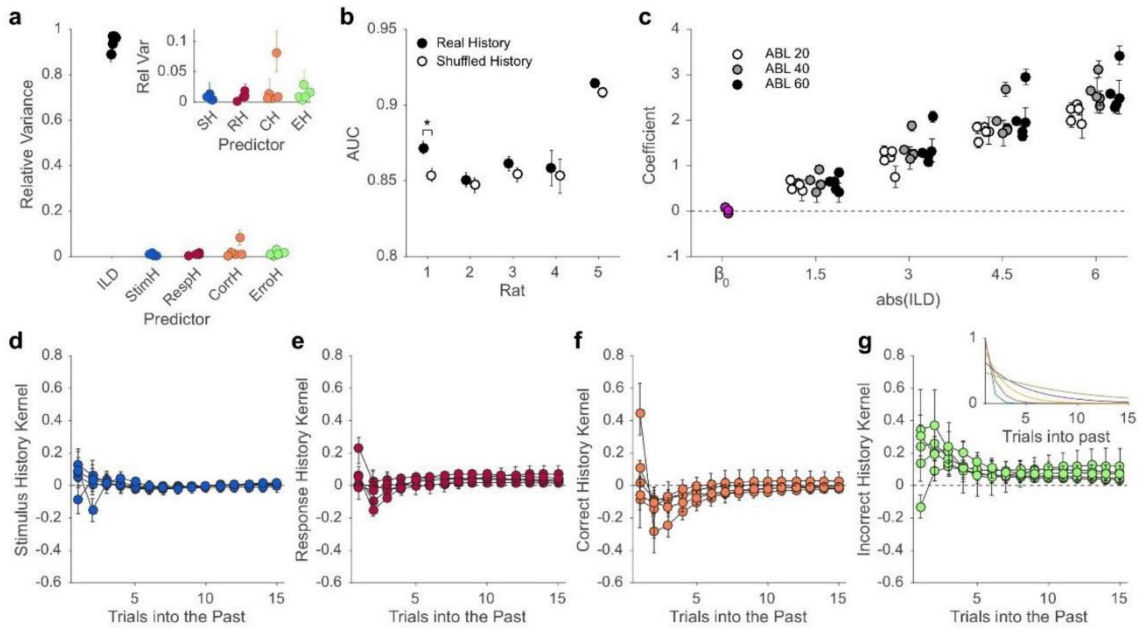 a
Relative Variance
1
0.8
0.6
0.4
0.2
0
ILD
StimH
RespH
CorrH
ErroH
Predictor
Rel Var
0.1
0.05
0
SH
RH
CH
EH
Predictor
b
AUC
0.95
0.9
0.85
0.8
Real History
Shuffled History
*
1 2 3 4 5
Rat
c
Coefficient
4
3
2
1
0
-1
ABL 20
ABL 40
ABL 60
β0 1.5 3 4.5 6
abs(ILD)
d
Stimulus History Kernel
0.8
0.6
0.4
0.2
0
-0.2
-0.4
-0.6
5 10 15
Trials into the Past
e
Response History Kernel
0.8
0.6
0.4
0.2
0
-0.2
-0.4
-0.6
5 10 15
Trials into the Past
f
Correct History Kernel
0.8
0.6
0.4
0.2
0
-0.2
-0.4
-0.6
5 10 15
Trials into the Past
g
Incorrect History Kernel
0.8
0.6
0.4
0.2
0
-0.2
-0.4
-0.6
1
0
5 10 15
Trials into past
5 10 15
Trials into the Past